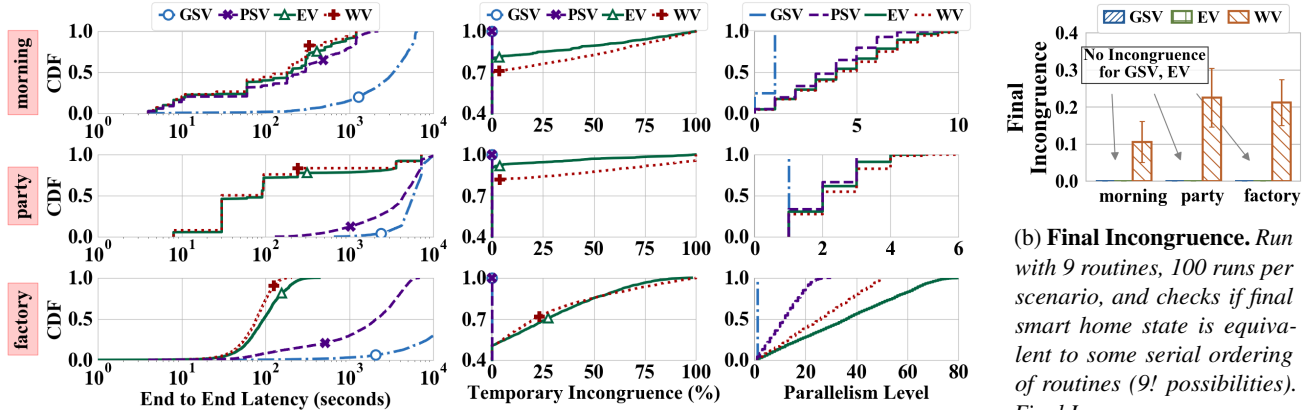 GSV PSV EV WV
GSV PSV EV WV
GSV PSV EV WV
GSV EV WV
morning
CDF
1.0
0.5
0.0
10^0 10^1 10^2 10^3 10^4
1.0
0.7
0.4
0 25 50 75 100
1.0
0.5
0.0
0 5 10
party
CDF
1.0
0.5
0.0
10^0 10^1 10^2 10^3 10^4
1.0
0.7
0.4
0 25 50 75 100
1.0
0.5
0.0
0 2 4 6
factory
CDF
1.0
0.5
0.0
10^0 10^1 10^2 10^3 10^4
End to End Latency (seconds)
1.0
0.7
0.4
0 25 50 75 100
Temporary Incongruence (%)
1.0
0.5
0.0
0 20 40 60 80
Parallelism Level
Final
Incongruence
0.4
0.3
0.2
0.1
0.0
No Incongruence
for GSV, EV
morning party factory
(b) Final Incongruence. Run
with 9 routines, 100 runs per
scenario, and checks if final
smart home state is equiva-
lent to some serial ordering
of routines (9! possibilities).